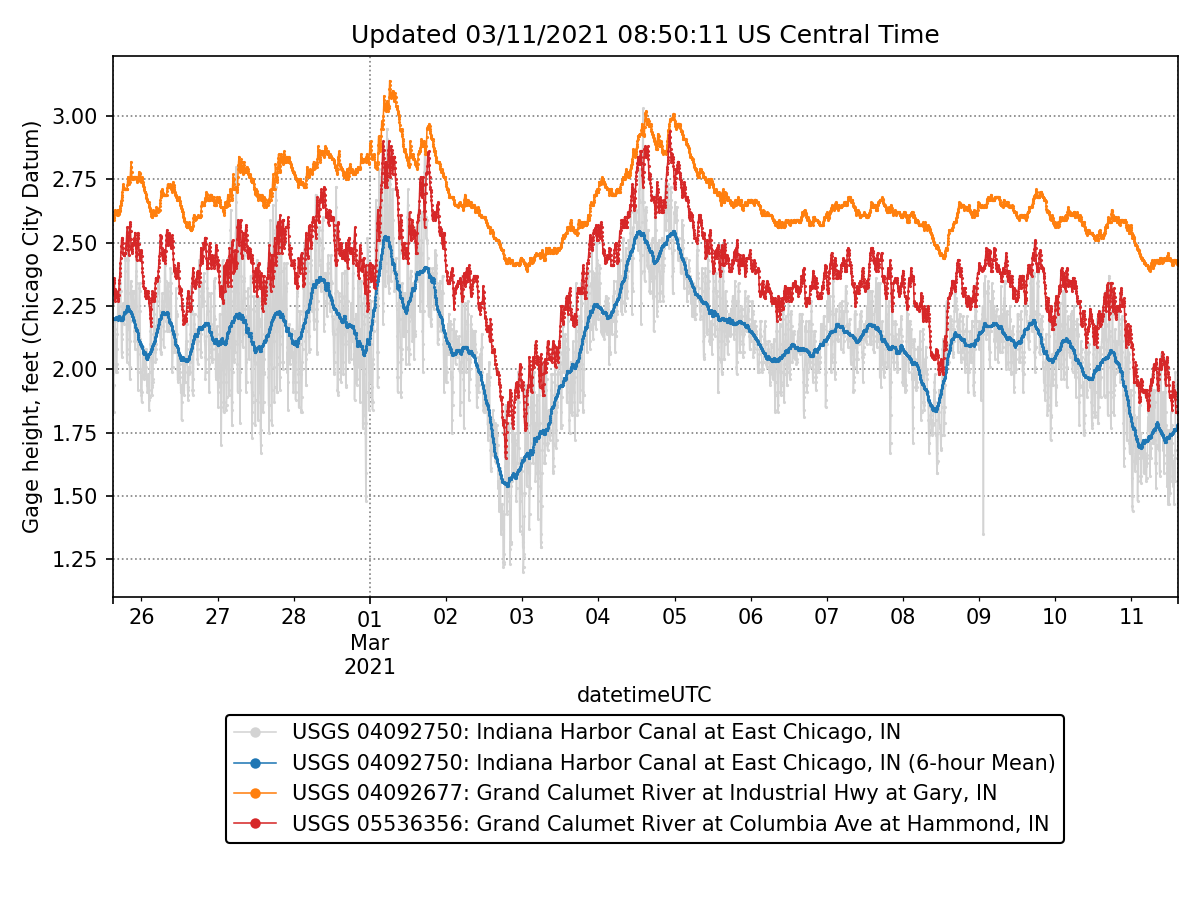 Updated 03/11/2021 08:50:11 US Central Time
Gage height, feet (Chicago City Datum)
3.00
2.75
2.50
2.25
2.00
1.75
1.50
1.25
26 27 28 01 02 03 04 05 06 07 08 09 10 11
Mar
2021
datetimeUTC
USGS 04092750: Indiana Harbor Canal at East Chicago, IN
USGS 04092750: Indiana Harbor Canal at East Chicago, IN (6-hour Mean)
USGS 04092677: Grand Calumet River at Industrial Hwy at Gary, IN
USGS 05536356: Grand Calumet River at Columbia Ave at Hammond, IN